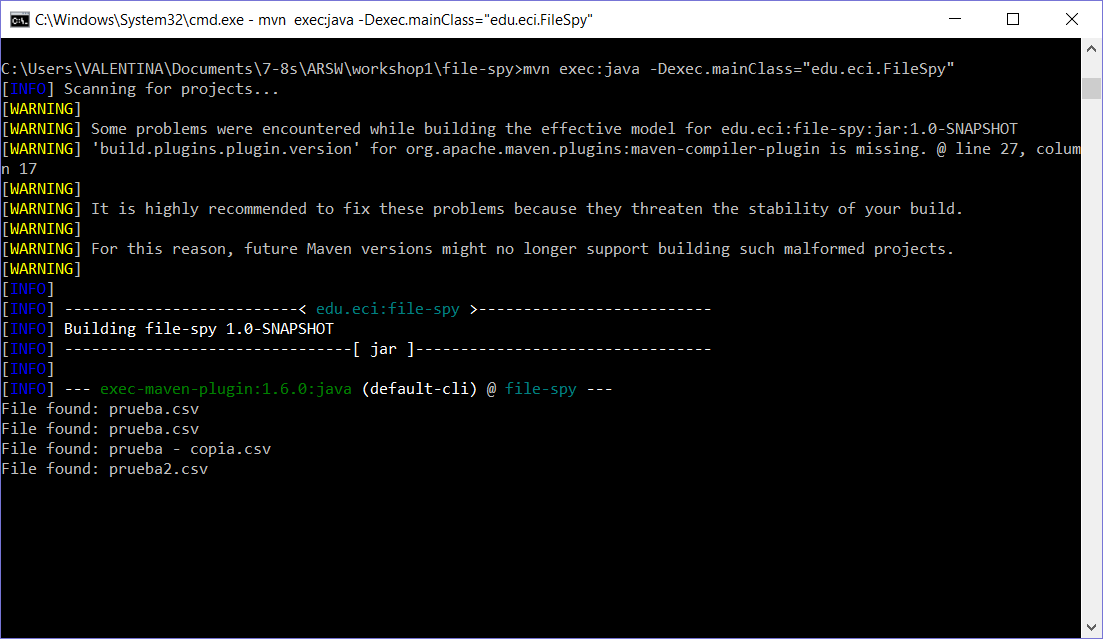 C:\Windows\System32\cmd.exe - mvn  exec:java -Dexec.mainClass="edu.eci.FileSpy"
C:\Users\VALENTINA\Documents\7-8s\ARSW\workshop1\file-spy>mvn exec:java -Dexec.mainClass="edu.eci.FileSpy"
[INFO] Scanning for projects...
[WARNING]
[WARNING] Some problems were encountered while building the effective model for edu.eci:file-spy:jar:1.0-SNAPSHOT
[WARNING] 'build.plugins.plugin.version' for org.apache.maven.plugins:maven-compiler-plugin is missing. @ line 27, colum
n 17
[WARNING]
[WARNING] It is highly recommended to fix these problems because they threaten the stability of your build.
[WARNING]
[WARNING] For this reason, future Maven versions might no longer support building such malformed projects.
[WARNING]
[INFO]
[INFO] --------------------------< edu.eci:file-spy >--------------------------
[INFO] Building file-spy 1.0-SNAPSHOT
[INFO] --------------------------------[ jar ]---------------------------------
[INFO]
[INFO] --- exec-maven-plugin:1.6.0:java (default-cli) @ file-spy ---
File found: prueba.csv
File found: prueba.csv
File found: prueba - copia.csv
File found: prueba2.csv